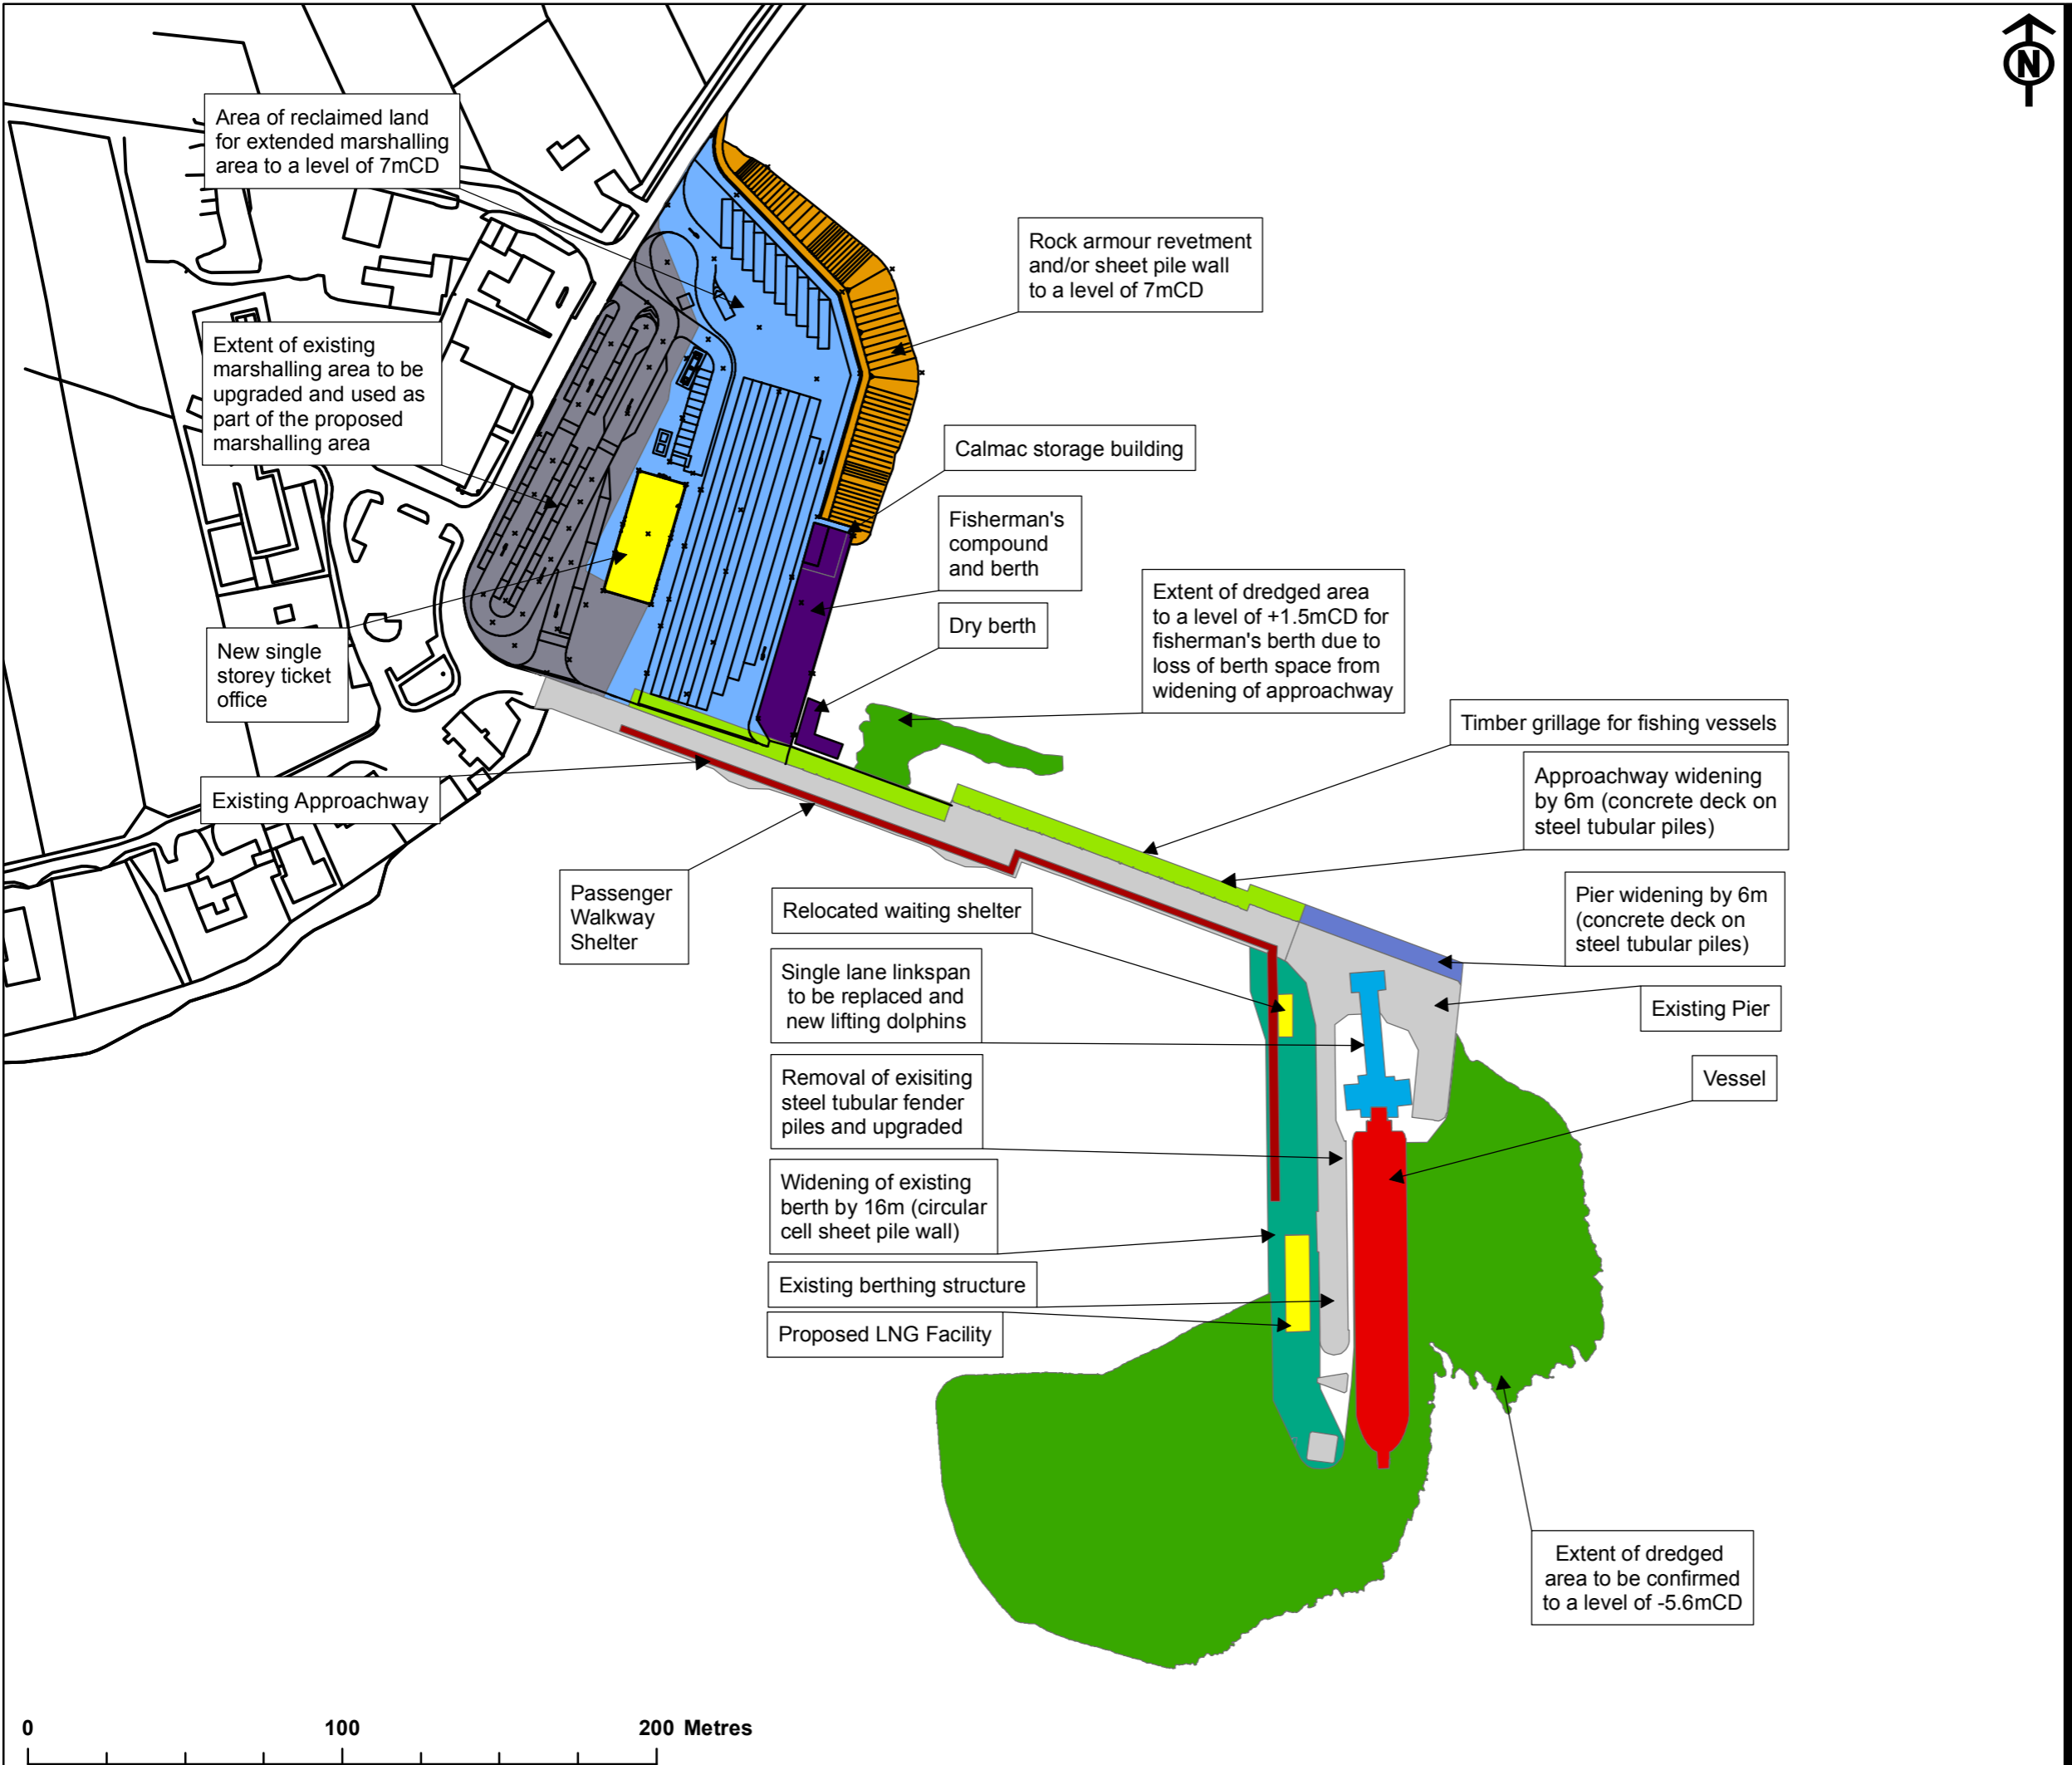 N
Area of reclaimed land
for extended marshalling
area to a level of 7mCD
Rock armour revetment
and/or sheet pile wall
to a level of 7mCD
Extent of existing
marshalling area to be
upgraded and used as
part of the proposed
marshalling area
Calmac storage building
Fisherman's
compound
and berth
Dry berth
Extent of dredged area
to a level of +1.5mCD for
fisherman's berth due to
loss of berth space from
widening of approachway
New single
storey ticket
office
Timber grillage for fishing vessels
Approachway widening
by 6m (concrete deck on
steel tubular piles)
Existing Approachway
Passenger
Walkway
Shelter
Relocated waiting shelter
Pier widening by 6m
(concrete deck on
steel tubular piles)
Single lane linkspan
to be replaced and
new lifting dolphins
Existing Pier
Removal of exisiting
steel tubular fender
piles and upgraded
Vessel
Widening of existing
berth by 16m (circular
cell sheet pile wall)
Existing berthing structure
Proposed LNG Facility
Extent of dredged
area to be confirmed
to a level of -5.6mCD
0 100 200 Metres